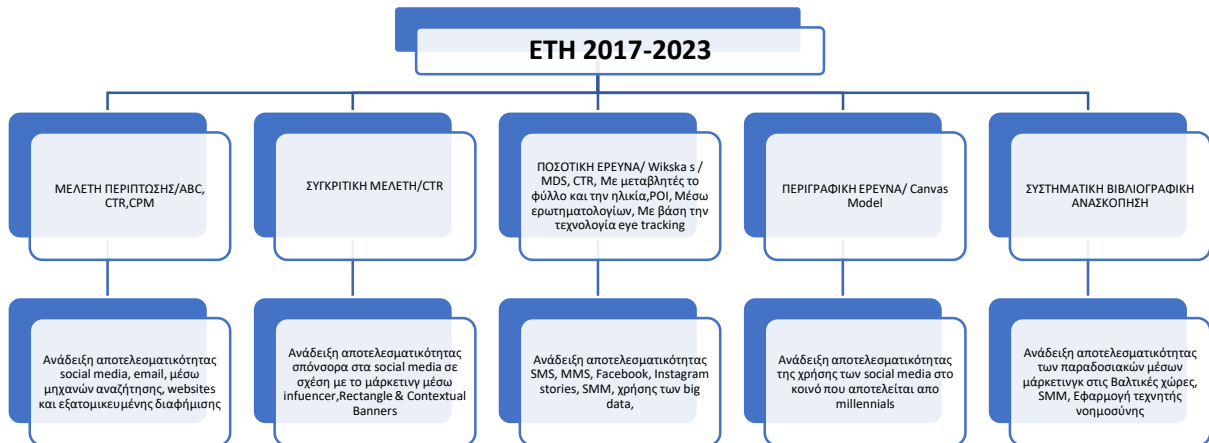 ΕΤΗ 2017-2023
ΜΕΛΕΤΗ ΠΕΡΙΠΤΩΣΗΣ/ABC,
CTR,CPM
ΣΥΓΚΡΙΤΙΚΗ ΜΕΛΕΤΗ/CTR
ΠΟΣΟΤΙΚΗ ΕΡΕΥΝΑ/ Wikska s /
MDS, CTR, Με μεταβλητές το
φύλλο και την ηλικία,POI, Μέσω
ερωτηματολογίων, Με βάση την
τεχνολογία eye tracking
ΠΕΡΙΓΡΑΦΙΚΗ ΕΡΕΥΝΑ/ Canvas
Model
ΣΥΣΤΗΜΑΤΙΚΗ ΒΙΒΛΙΟΓΡΑΦΙΚΗ
ΑΝΑΣΚΟΠΗΣΗ
Ανάδειξη αποτελεσματικότητας
social media, email, μέσω
μηχανών αναζήτησης, websites
και εξατομικευμένης διαφήμισης
Ανάδειξη αποτελεσματικότητας
σπόνσορα στα social media σε
σχέση με το μάρκετινγ μέσω
infuencer,Rectangle & Contextual
Banners
Ανάδειξη αποτελεσματικότητας
SMS, MMS, Facebook, Instagram
stories, SMM, χρήσης των big
data,
Ανάδειξη αποτελεσματικότητας
της χρήσης των social media στο
κοινό που αποτελείται απο
millennials
Ανάδειξη αποτελεσματικότητας
των παραδοσιακών μέσων
μάρκετινγκ στις Βαλτικές χώρες,
SMM, Εφαρμογή τεχνητής
νοημοσύνης